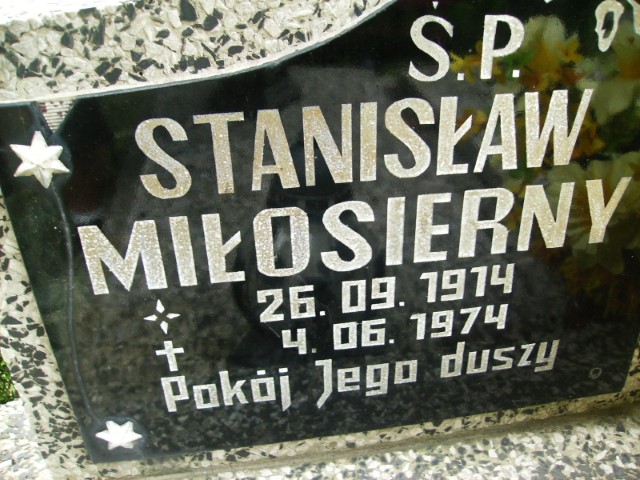 Ś.P.
STANISŁAW
MIŁOSIERNY
26. 09. 1914
4. 06. 1974
Pokój Jego duszy